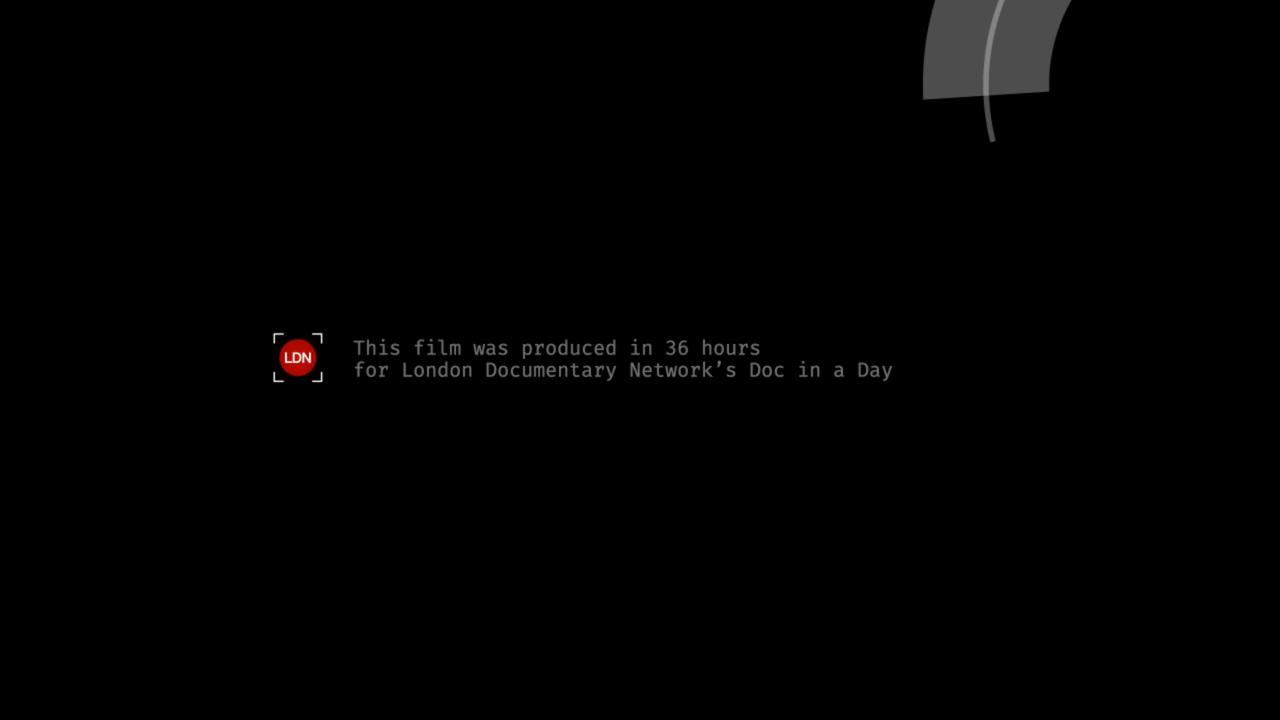 LDN
This film was produced in 36 hours
for London Documentary Network’s Doc in a Day